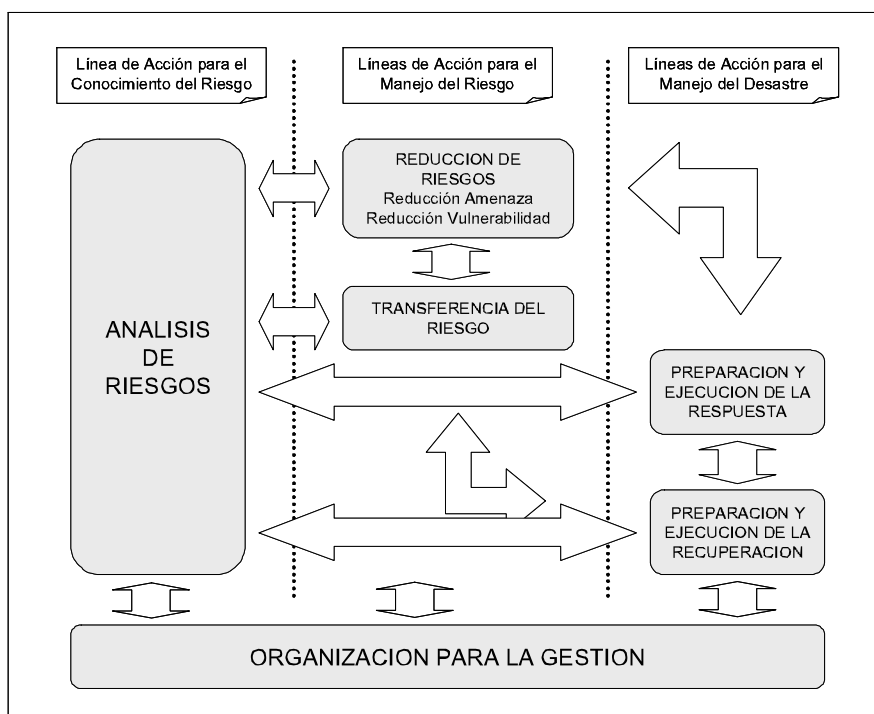 Línea de Acción para el
Conocimiento del Riesgo
Líneas de Acción para el
Manejo del Riesgo
Líneas de Acción para el
Manejo del Desastre
REDUCCION DE
RIESGOS
Reducción Amenaza
Reducción Vulnerabilidad
TRANSFERENCIA DEL
RIESGO
ANALISIS
DE
RIESGOS
PREPARACION Y
EJECUCION DE LA
RESPUESTA
PREPARACION Y
EJECUCION DE LA
RECUPERACION
ORGANIZACION PARA LA GESTION